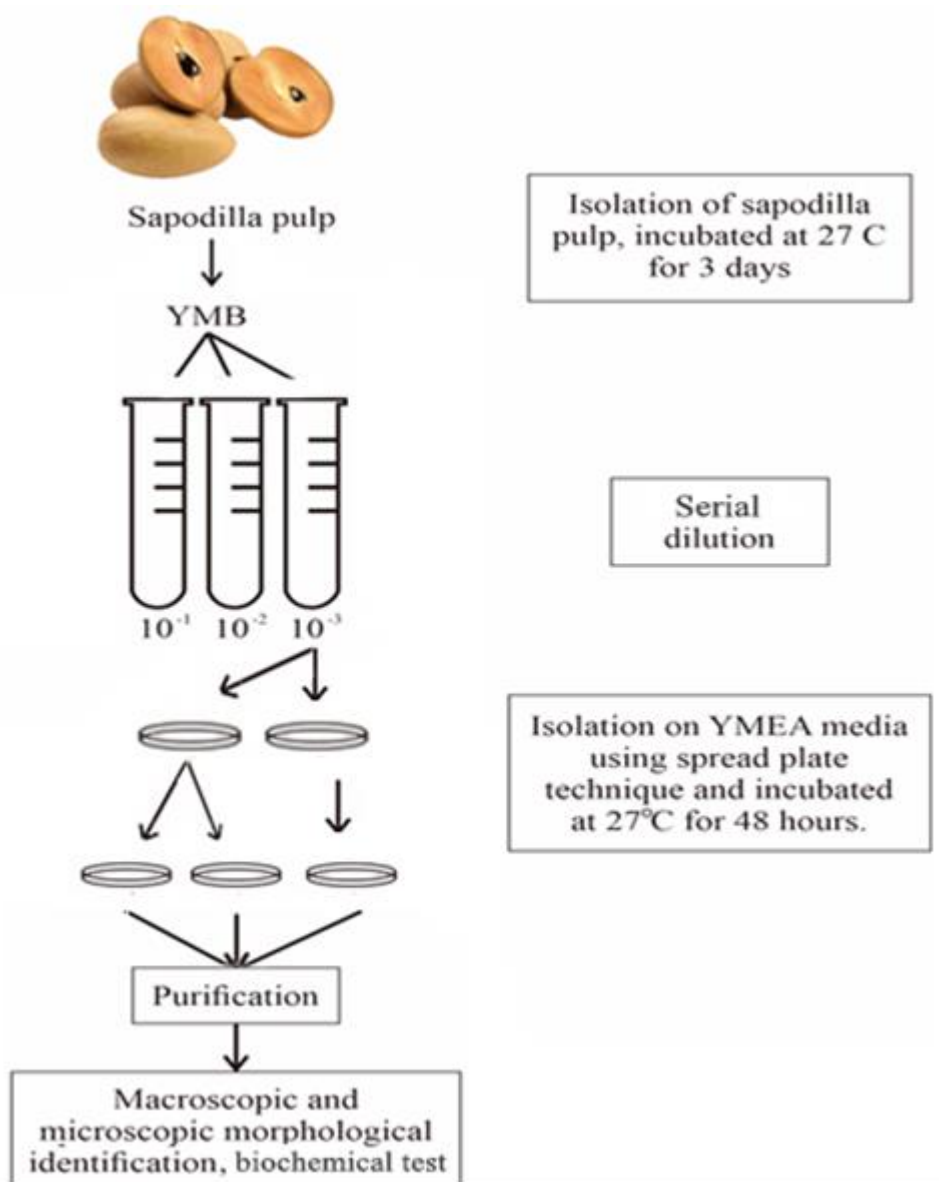 Sapodilla pulp
Isolation of sapodilla
pulp, incubated at 27 C
for 3 days
YMB
Serial
dilution
10⁻¹ 10⁻² 10⁻³
Isolation on YMEA media
using spread plate
technique and incubated
at 27℃ for 48 hours.
Purification
Macroscopic and
microscopic morphological
identification, biochemical test